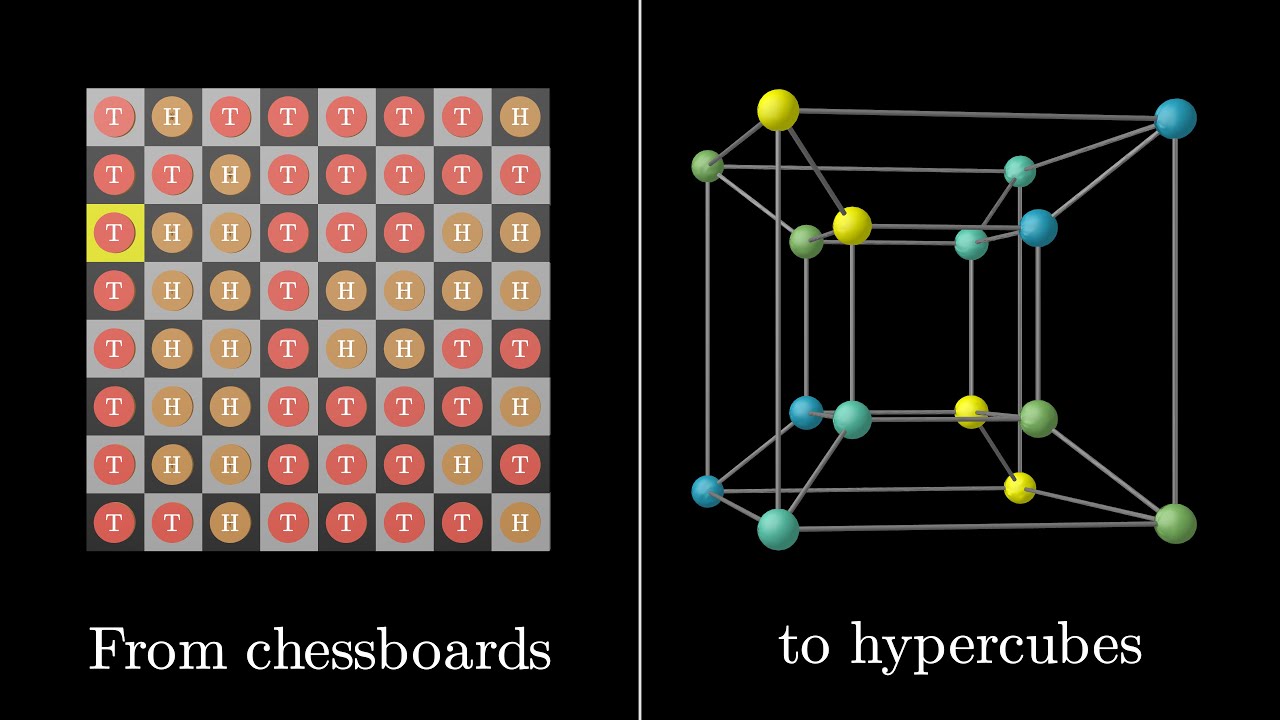 T H T T T T T H
T T H T T T T T
T H H T T T H H
T H H T H H H H
T H H T H H T T
T H H T T T T H
T H H T T T H T
T T H T T T T H
From chessboards
to hypercubes